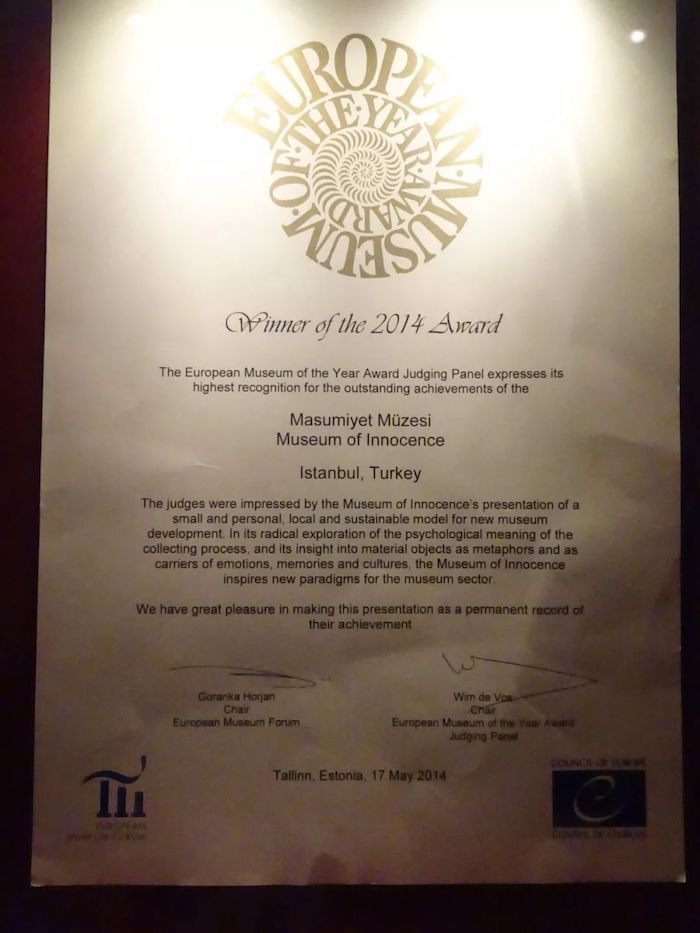 EUROPEAN · MUSEUM · OF · THE · YEAR · AWARD
Winner of the 2014 Award
The European Museum of the Year Award Judging Panel expresses its
highest recognition for the outstanding achievements of the
Masumiyet Müzesi
Museum of Innocence
Istanbul, Turkey
The judges were impressed by the Museum of Innocence's presentation of a
small and personal, local and sustainable model for new museum
development. In its radical exploration of the psychological meaning of the
collecting process, and its insight into material objects as metaphors and as
carriers of emotions, memories and cultures, the Museum of Innocence
inspires new paradigms for the museum sector.
We have great pleasure in making this presentation as a permanent record of
their achievement
Goranka Horjan
Chair
European Museum Forum
Wim de Vos
Chair
European Museum of the Year Award
Judging Panel
Tallinn, Estonia, 17 May 2014
EUROPEAN
MUSEUM FORUM
COUNCIL OF EUROPE
CONSEIL DE L'EUROPE